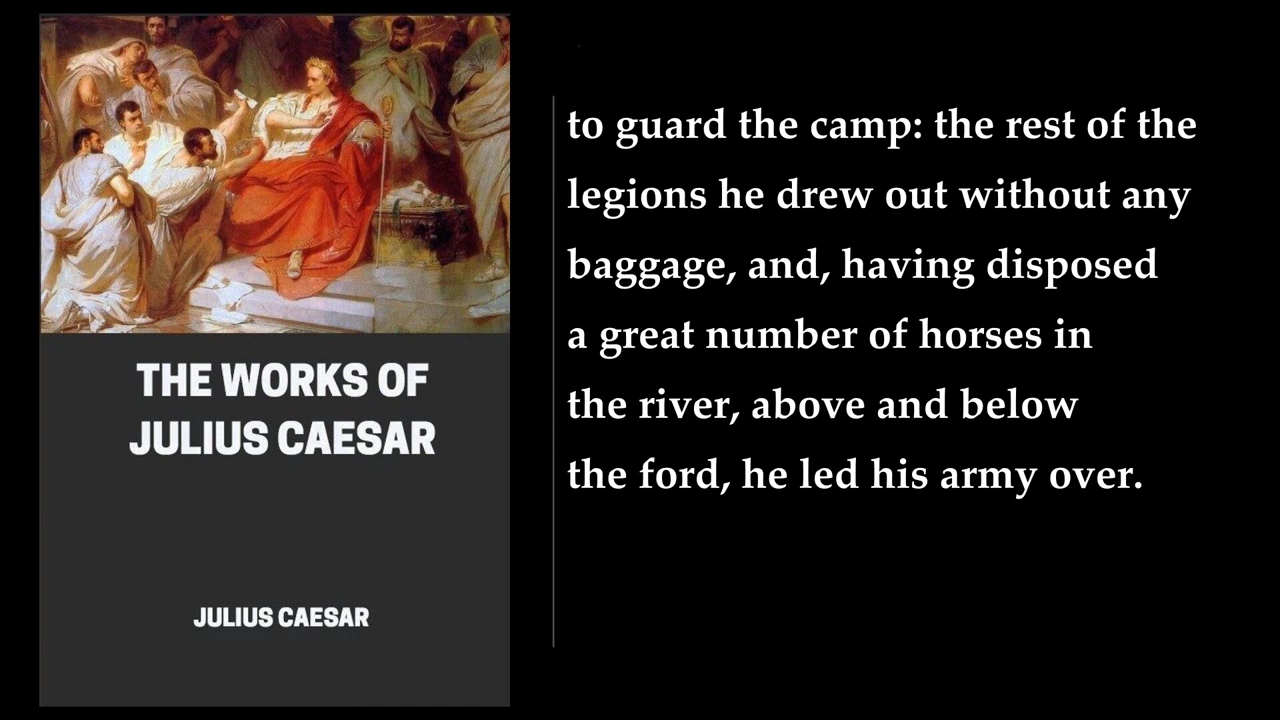 THE WORKS OF
JULIUS CAESAR
JULIUS CAESAR
to guard the camp: the rest of the
legions he drew out without any
baggage, and, having disposed
a great number of horses in
the river, above and below
the ford, he led his army over.